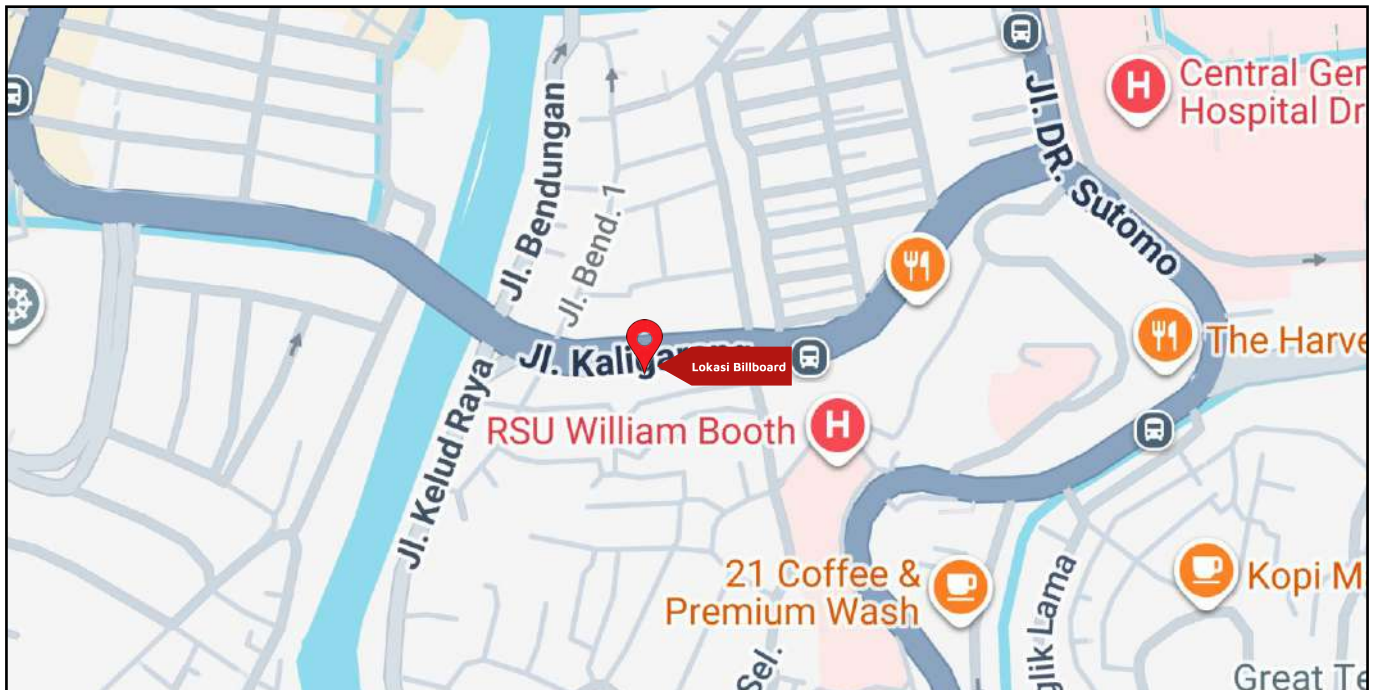 Central Ger
Hospital Dr
Jl. Bendungan
Jl. DR. Sutomo
Jl. Bend. 1
The Harve
Jl. Kaligarang
Lokasi Billboard
RSU William Booth
Jl. Kelud Raya
21 Coffee &
Premium Wash
Kopi M
glik Lama
Sel.
Great Te